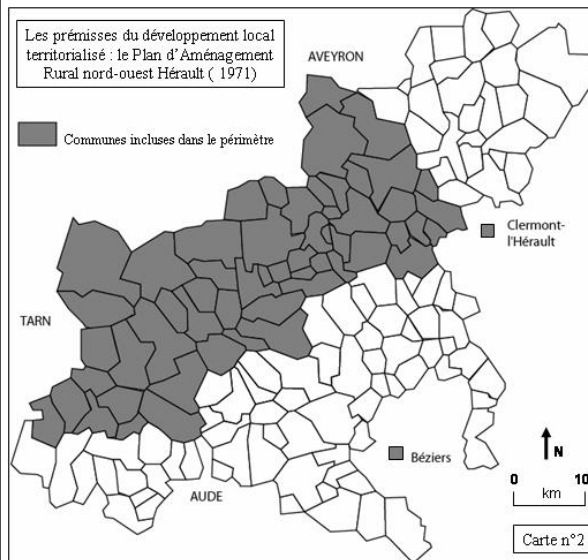 Les prémisses du développement local
territorialisé : le Plan d'Aménagement
Rural nord-ouest Hérault ( 1971)
AVEYRON
Communes incluses dans le périmètre
Clermont-
l'Hérault
TARN
Béziers
N
0 10
km
AUDE
Carte n°2